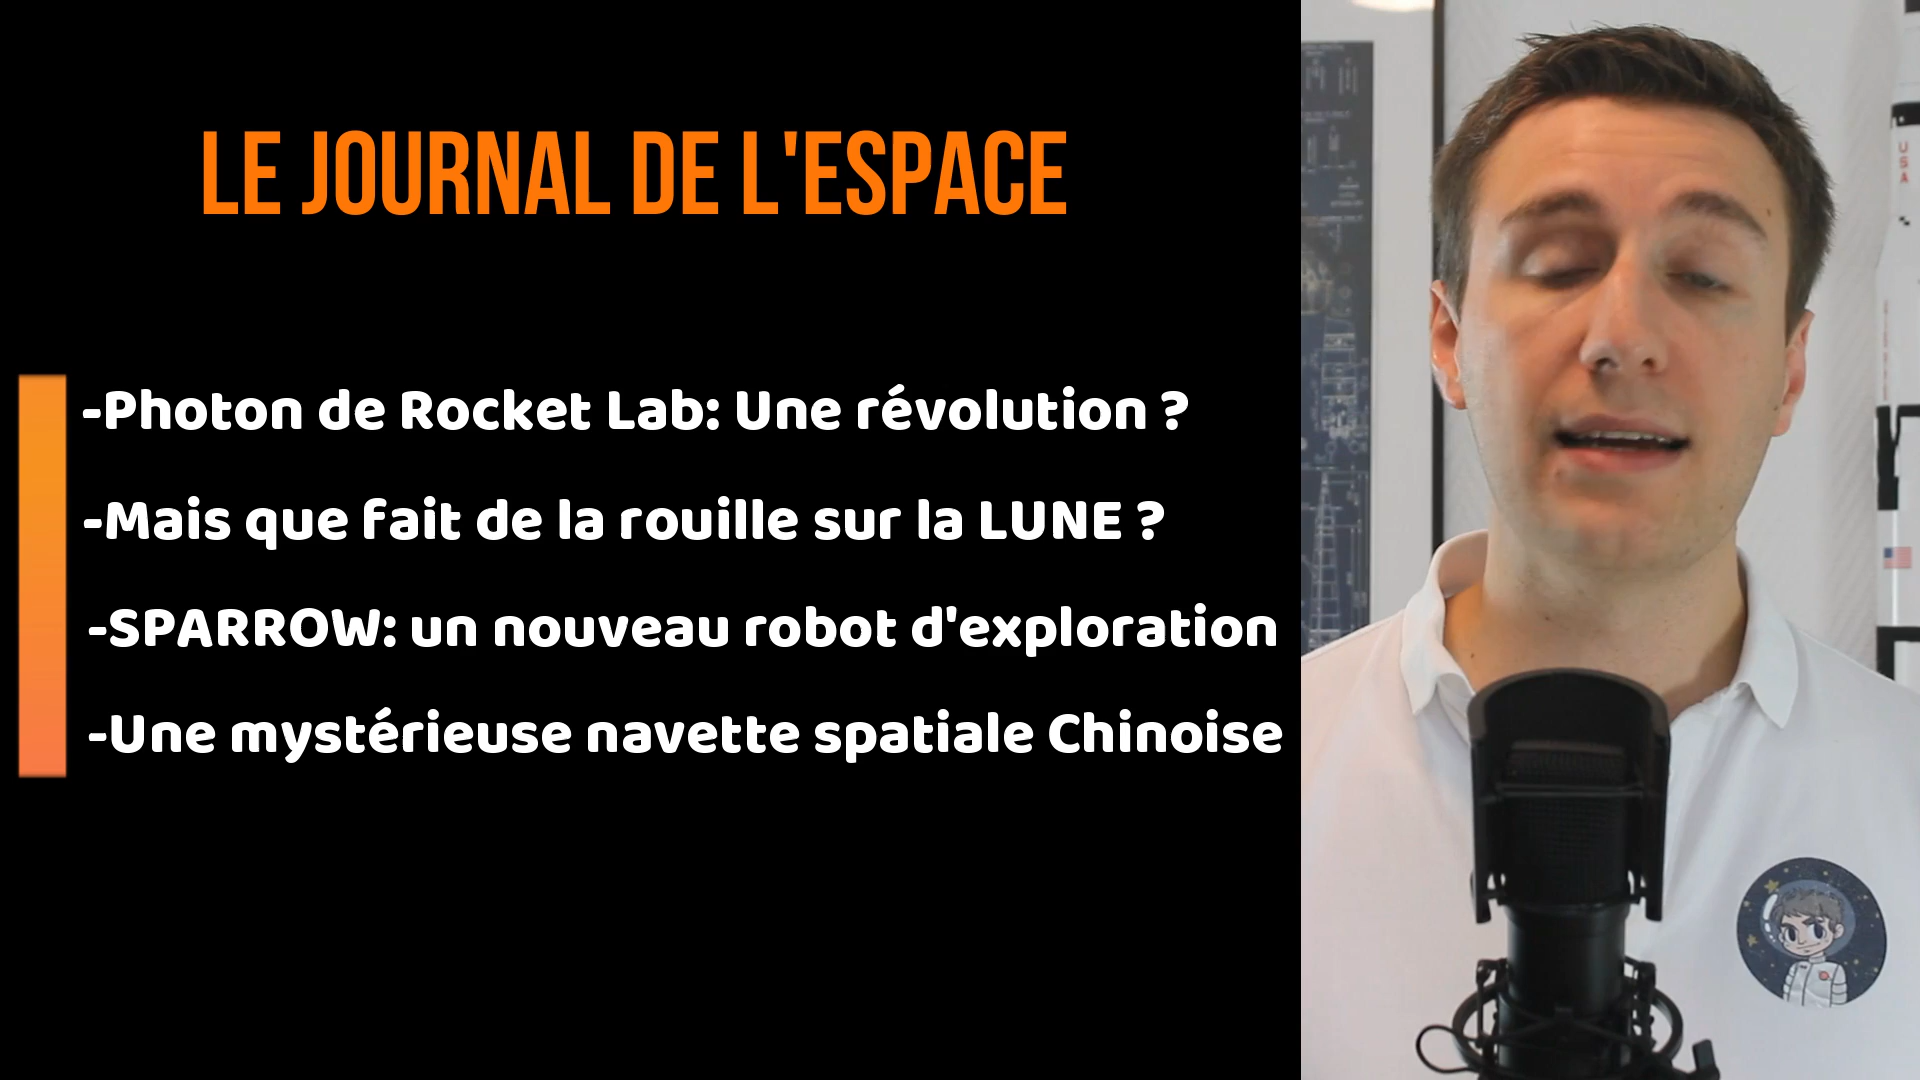 LE JOURNAL DE L'ESPACE
-Photon de Rocket Lab: Une révolution ?
-Mais que fait de la rouille sur la LUNE ?
-SPARROW: un nouveau robot d'exploration
-Une mystérieuse navette spatiale Chinoise
USA